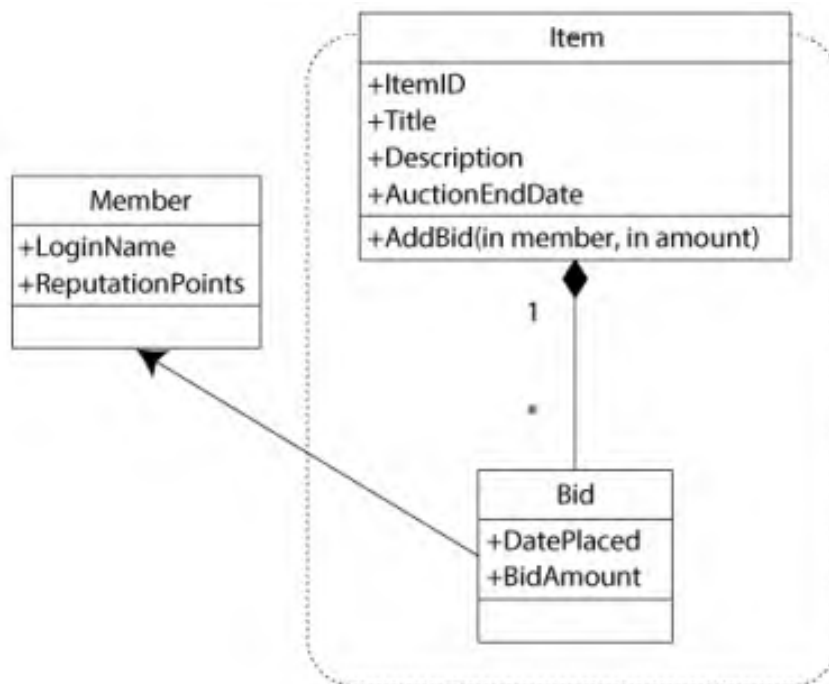 Item
+ItemID
+Title
+Description
+AuctionEndDate
+AddBid(in member, in amount)
Member
+LoginName
+ReputationPoints
1
*
Bid
+DatePlaced
+BidAmount